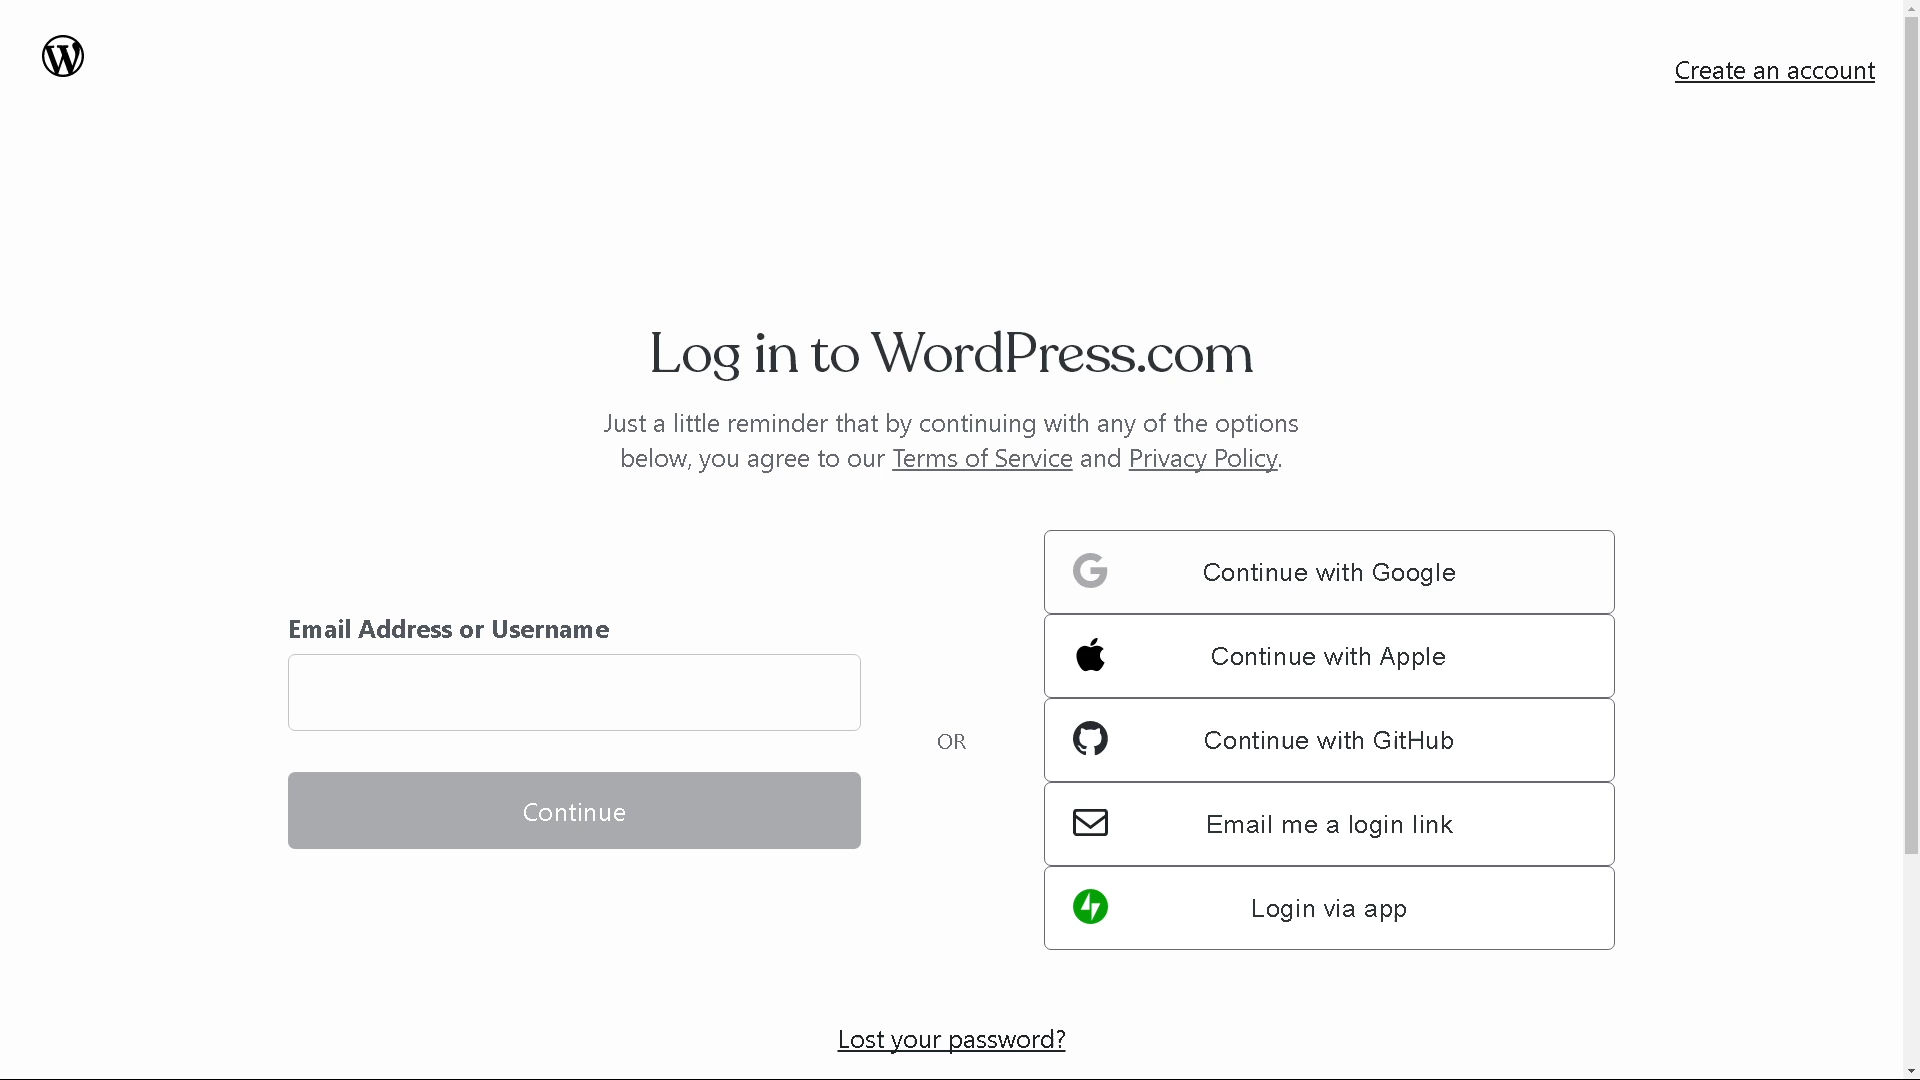 Create an account
Log in to WordPress.com
Just a little reminder that by continuing with any of the options
below, you agree to our Terms of Service and Privacy Policy.
Email Address or Username
Continue
OR
Continue with Google
Continue with Apple
Continue with GitHub
Email me a login link
Login via app
Lost your password?